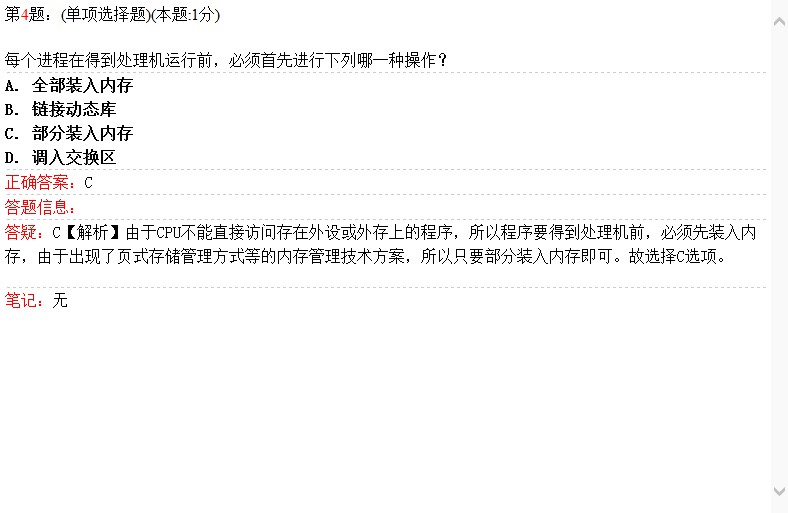 第4题：(单项选择题)(本题:1分)
每个进程在得到处理机运行前，必须首先进行下列哪一种操作？
A. 全部装入内存
B. 链接动态库
C. 部分装入内存
D. 调入交换区
正确答案：C
答题信息：
答疑：C【解析】由于CPU不能直接访问存在外设或外存上的程序，所以程序要得到处理机前，必须先装入内
存，由于出现了页式存储管理方式等的内存管理技术方案，所以只要部分装入内存即可。故选择C选项。
笔记：无